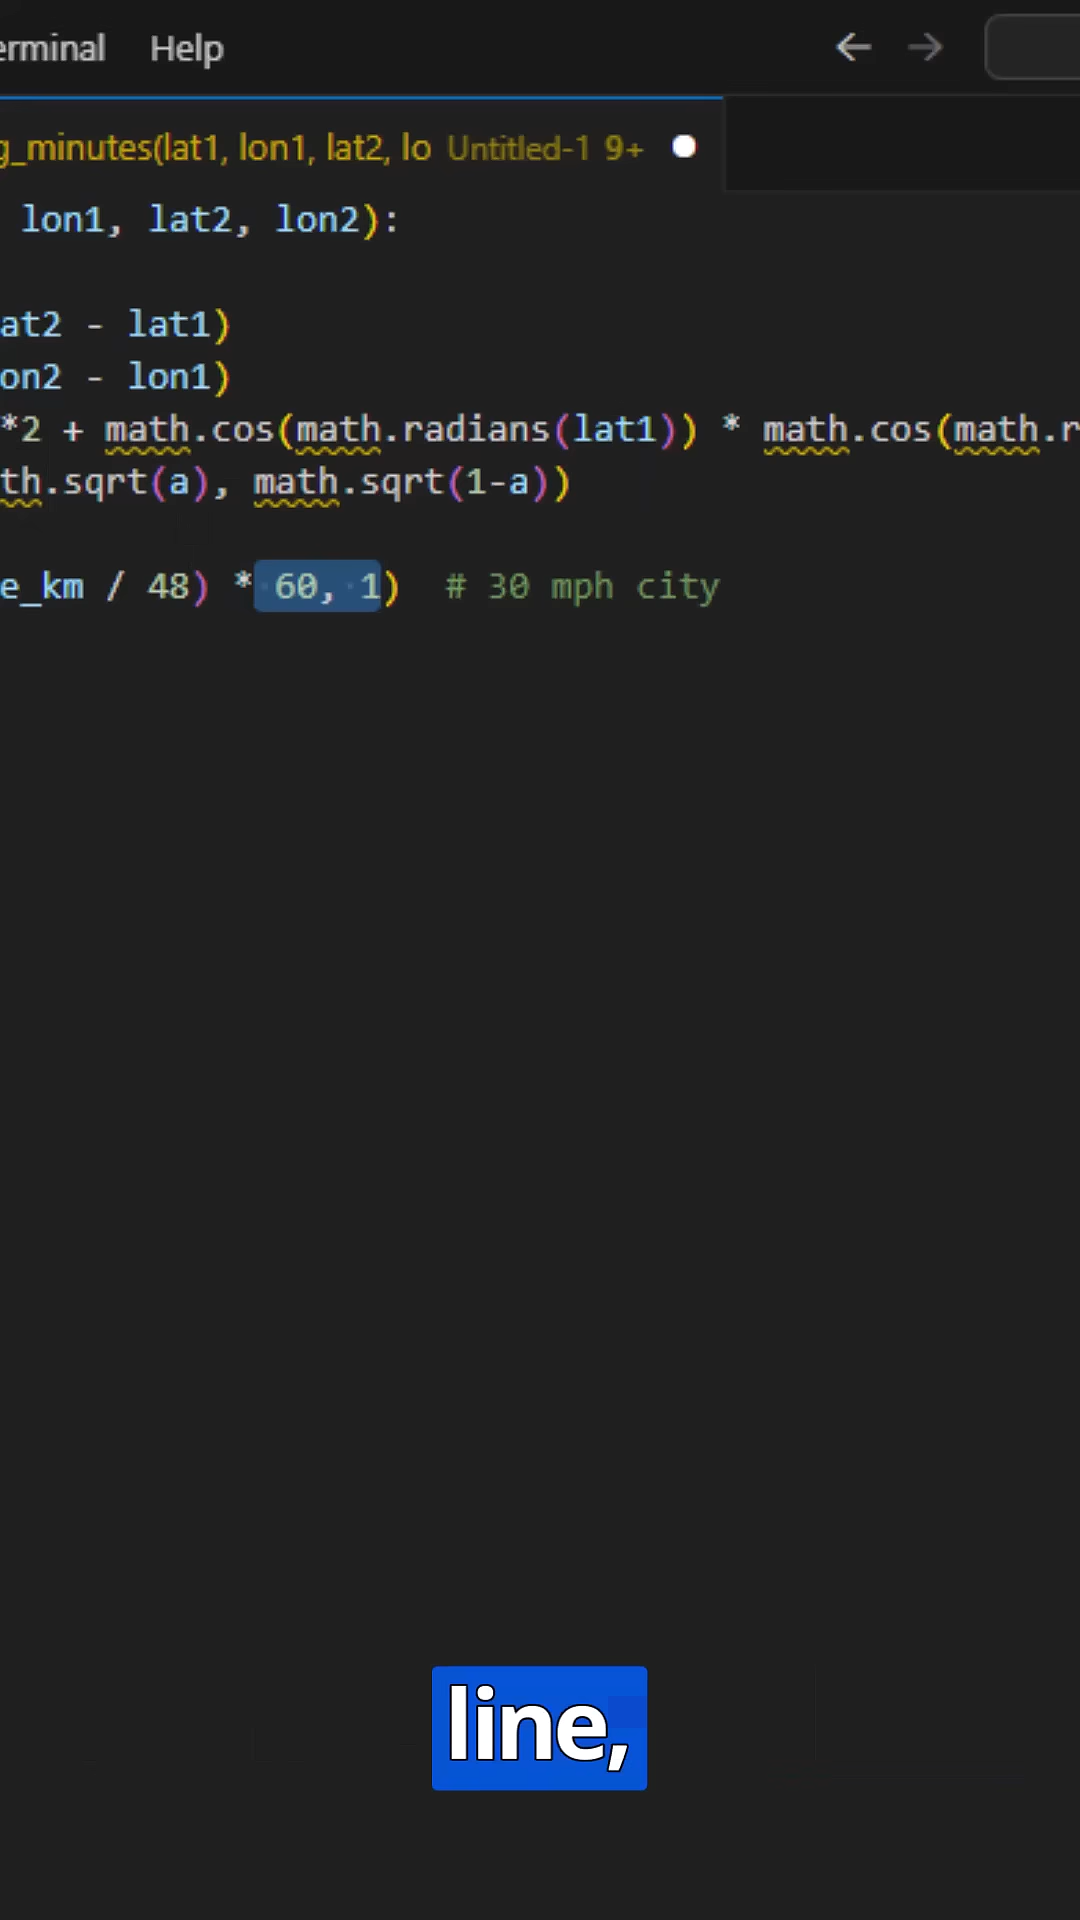 erminal Help
g_minutes(lat1, lon1, lat2, lo Untitled-1 9+
lon1, lat2, lon2):
at2 - lat1)
on2 - lon1)
*2 + math.cos(math.radians(lat1)) * math.cos(math.r
th.sqrt(a), math.sqrt(1-a))
e_km / 48) * 60, 1) # 30 mph city
line,